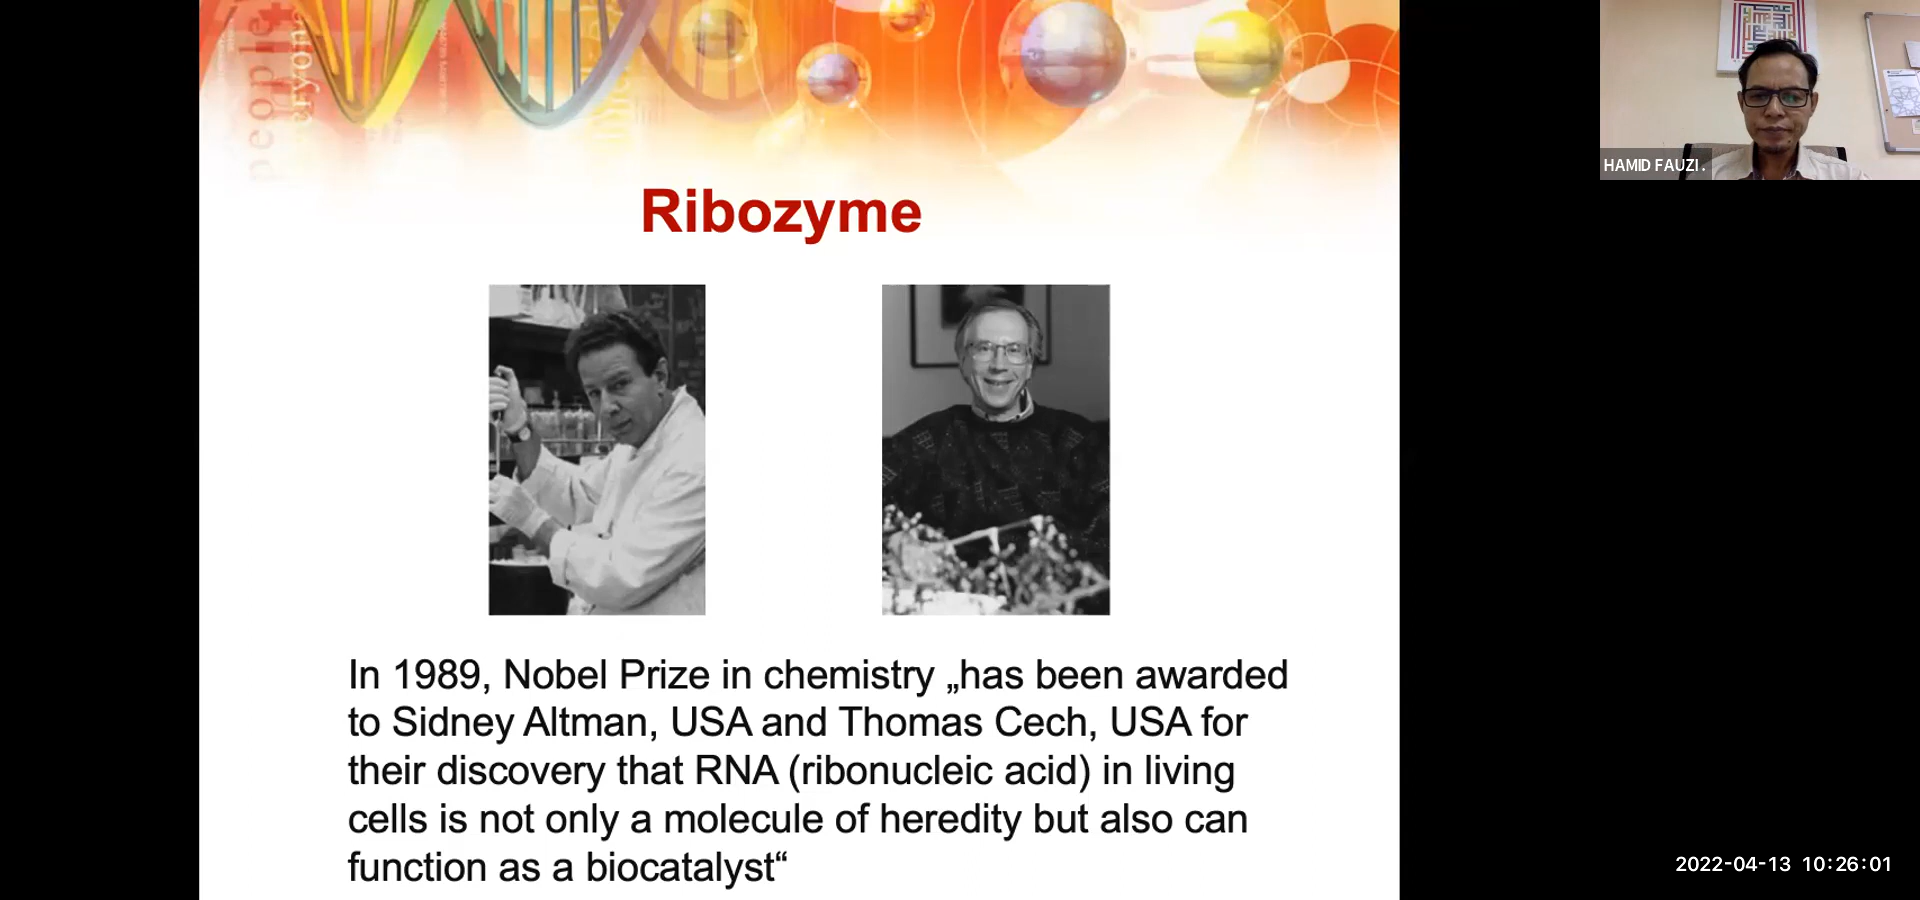 people
eryone
Ribozyme
In 1989, Nobel Prize in chemistry „has been awarded
to Sidney Altman, USA and Thomas Cech, USA for
their discovery that RNA (ribonucleic acid) in living
cells is not only a molecule of heredity but also can
function as a biocatalyst“
HAMID FAUZI .
2022-04-13 10:26:01